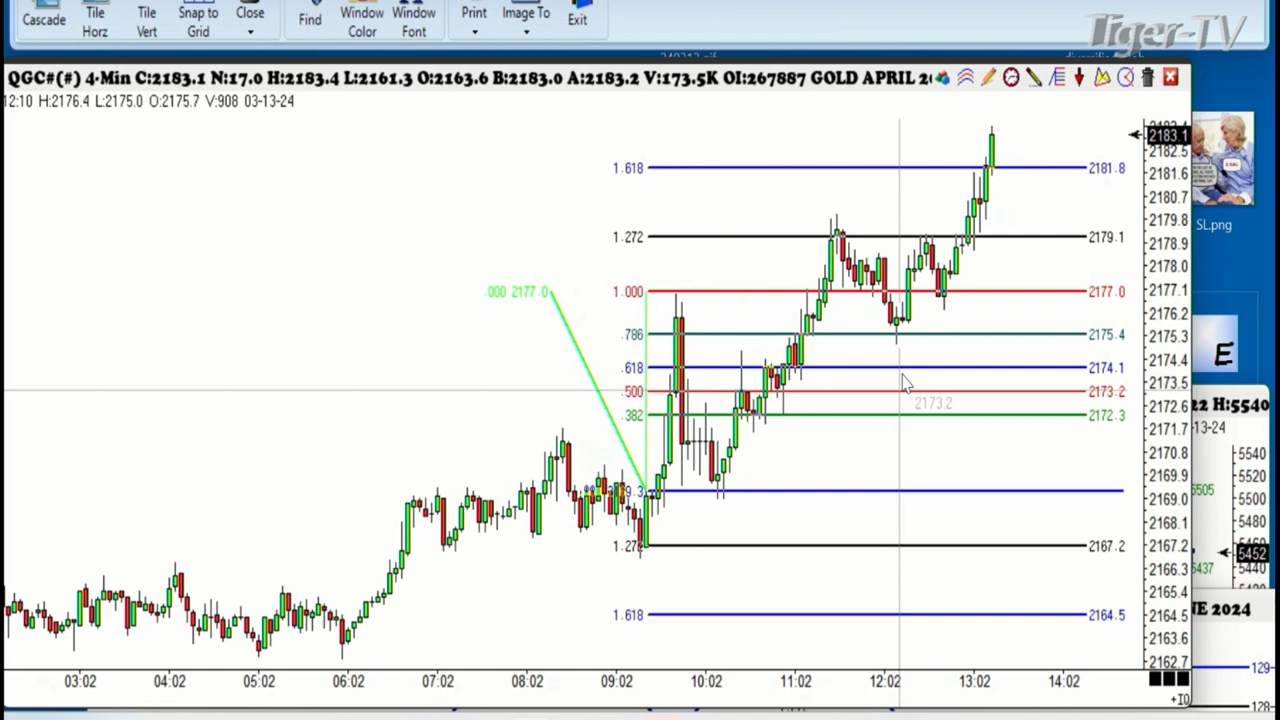 Cascade
Tile Horz
Tile Vert
Snap to Grid
Close
Find
Window Color
Window Font
Print
Image To
Exit
Tiger-TV
QGC#(#) 4-Min C:2183.1 N:17.0 H:2183.4 L:2161.3 O:2163.6 B:2183.0 A:2183.2 V:173.5K OI:267887 GOLD APRIL
12:10 H:2176.4 L:2175.0 O:2175.7 V:908 03-13-24
2183.1
2182.5
1.618 2181.8
2181.6
2180.7
2179.8
1.272 2179.1
2178.9
2178.0
.000 2177.0
1.000 2177.0
2177.1
2176.2
.786 2175.4
2175.3
2174.4
.618 2174.1
2173.5
.500 2173.2
2173.2
2172.6
.382 2172.3
2171.7
2170.8
2169.9
2169.0
2168.1
1.272 2167.2
2167.2
2166.3
2165.4
1.618 2164.5
2164.5
2163.6
2162.7
03:02 04:02 05:02 06:02 07:02 08:02 09:02 10:02 11:02 12:02 13:02 14:02
+10
SL.png
E
22 H:5540
-13-24
5540
5520
5505
5500
5480
5452
5437
5440
NE 2024
129
128